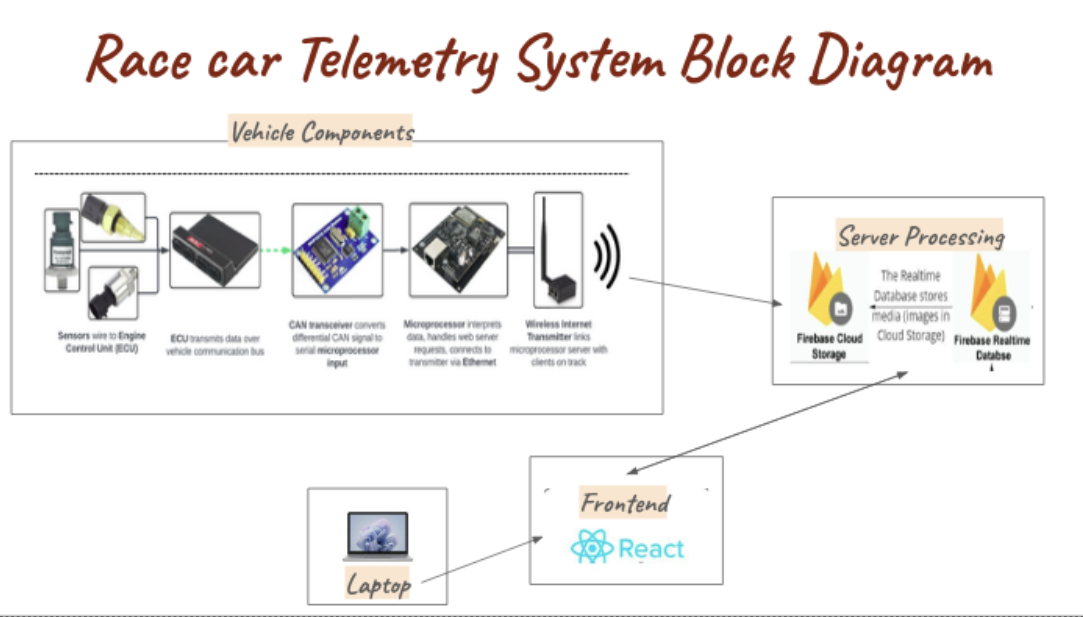 Race car Telemetry System Block Diagram
Vehicle Components
Sensors wire to Engine
Control Unit (ECU)
ECU transmits data over
vehicle communication bus
CAN transceiver converts
differential CAN signal to
serial microprocessor
input
Microprocessor interprets
data, handles web server
requests, connects to
transmitter via Ethernet
Wireless Internet
Transmitter links
microprocessor server with
clients on track
Server Processing
The Realtime
Database stores
media (images in
Cloud Storage)
Firebase Cloud
Storage
Firebase Realtime
Databse
Frontend
React
Laptop